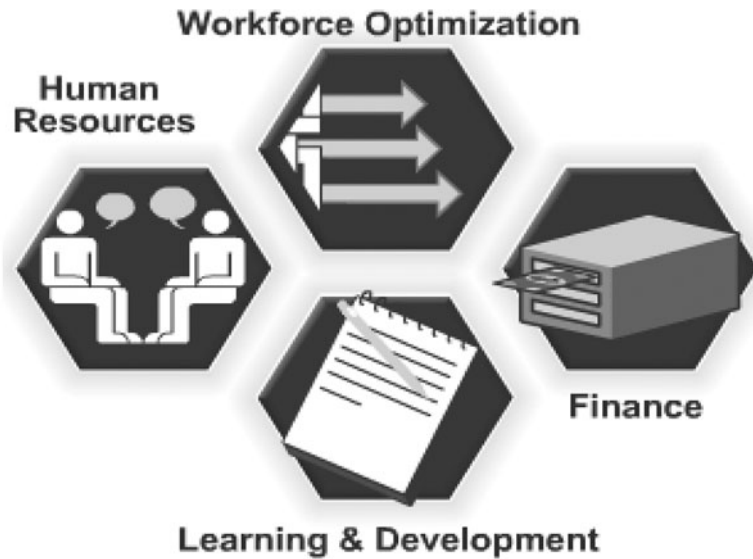 Workforce Optimization
Human
Resources
Finance
Learning & Development